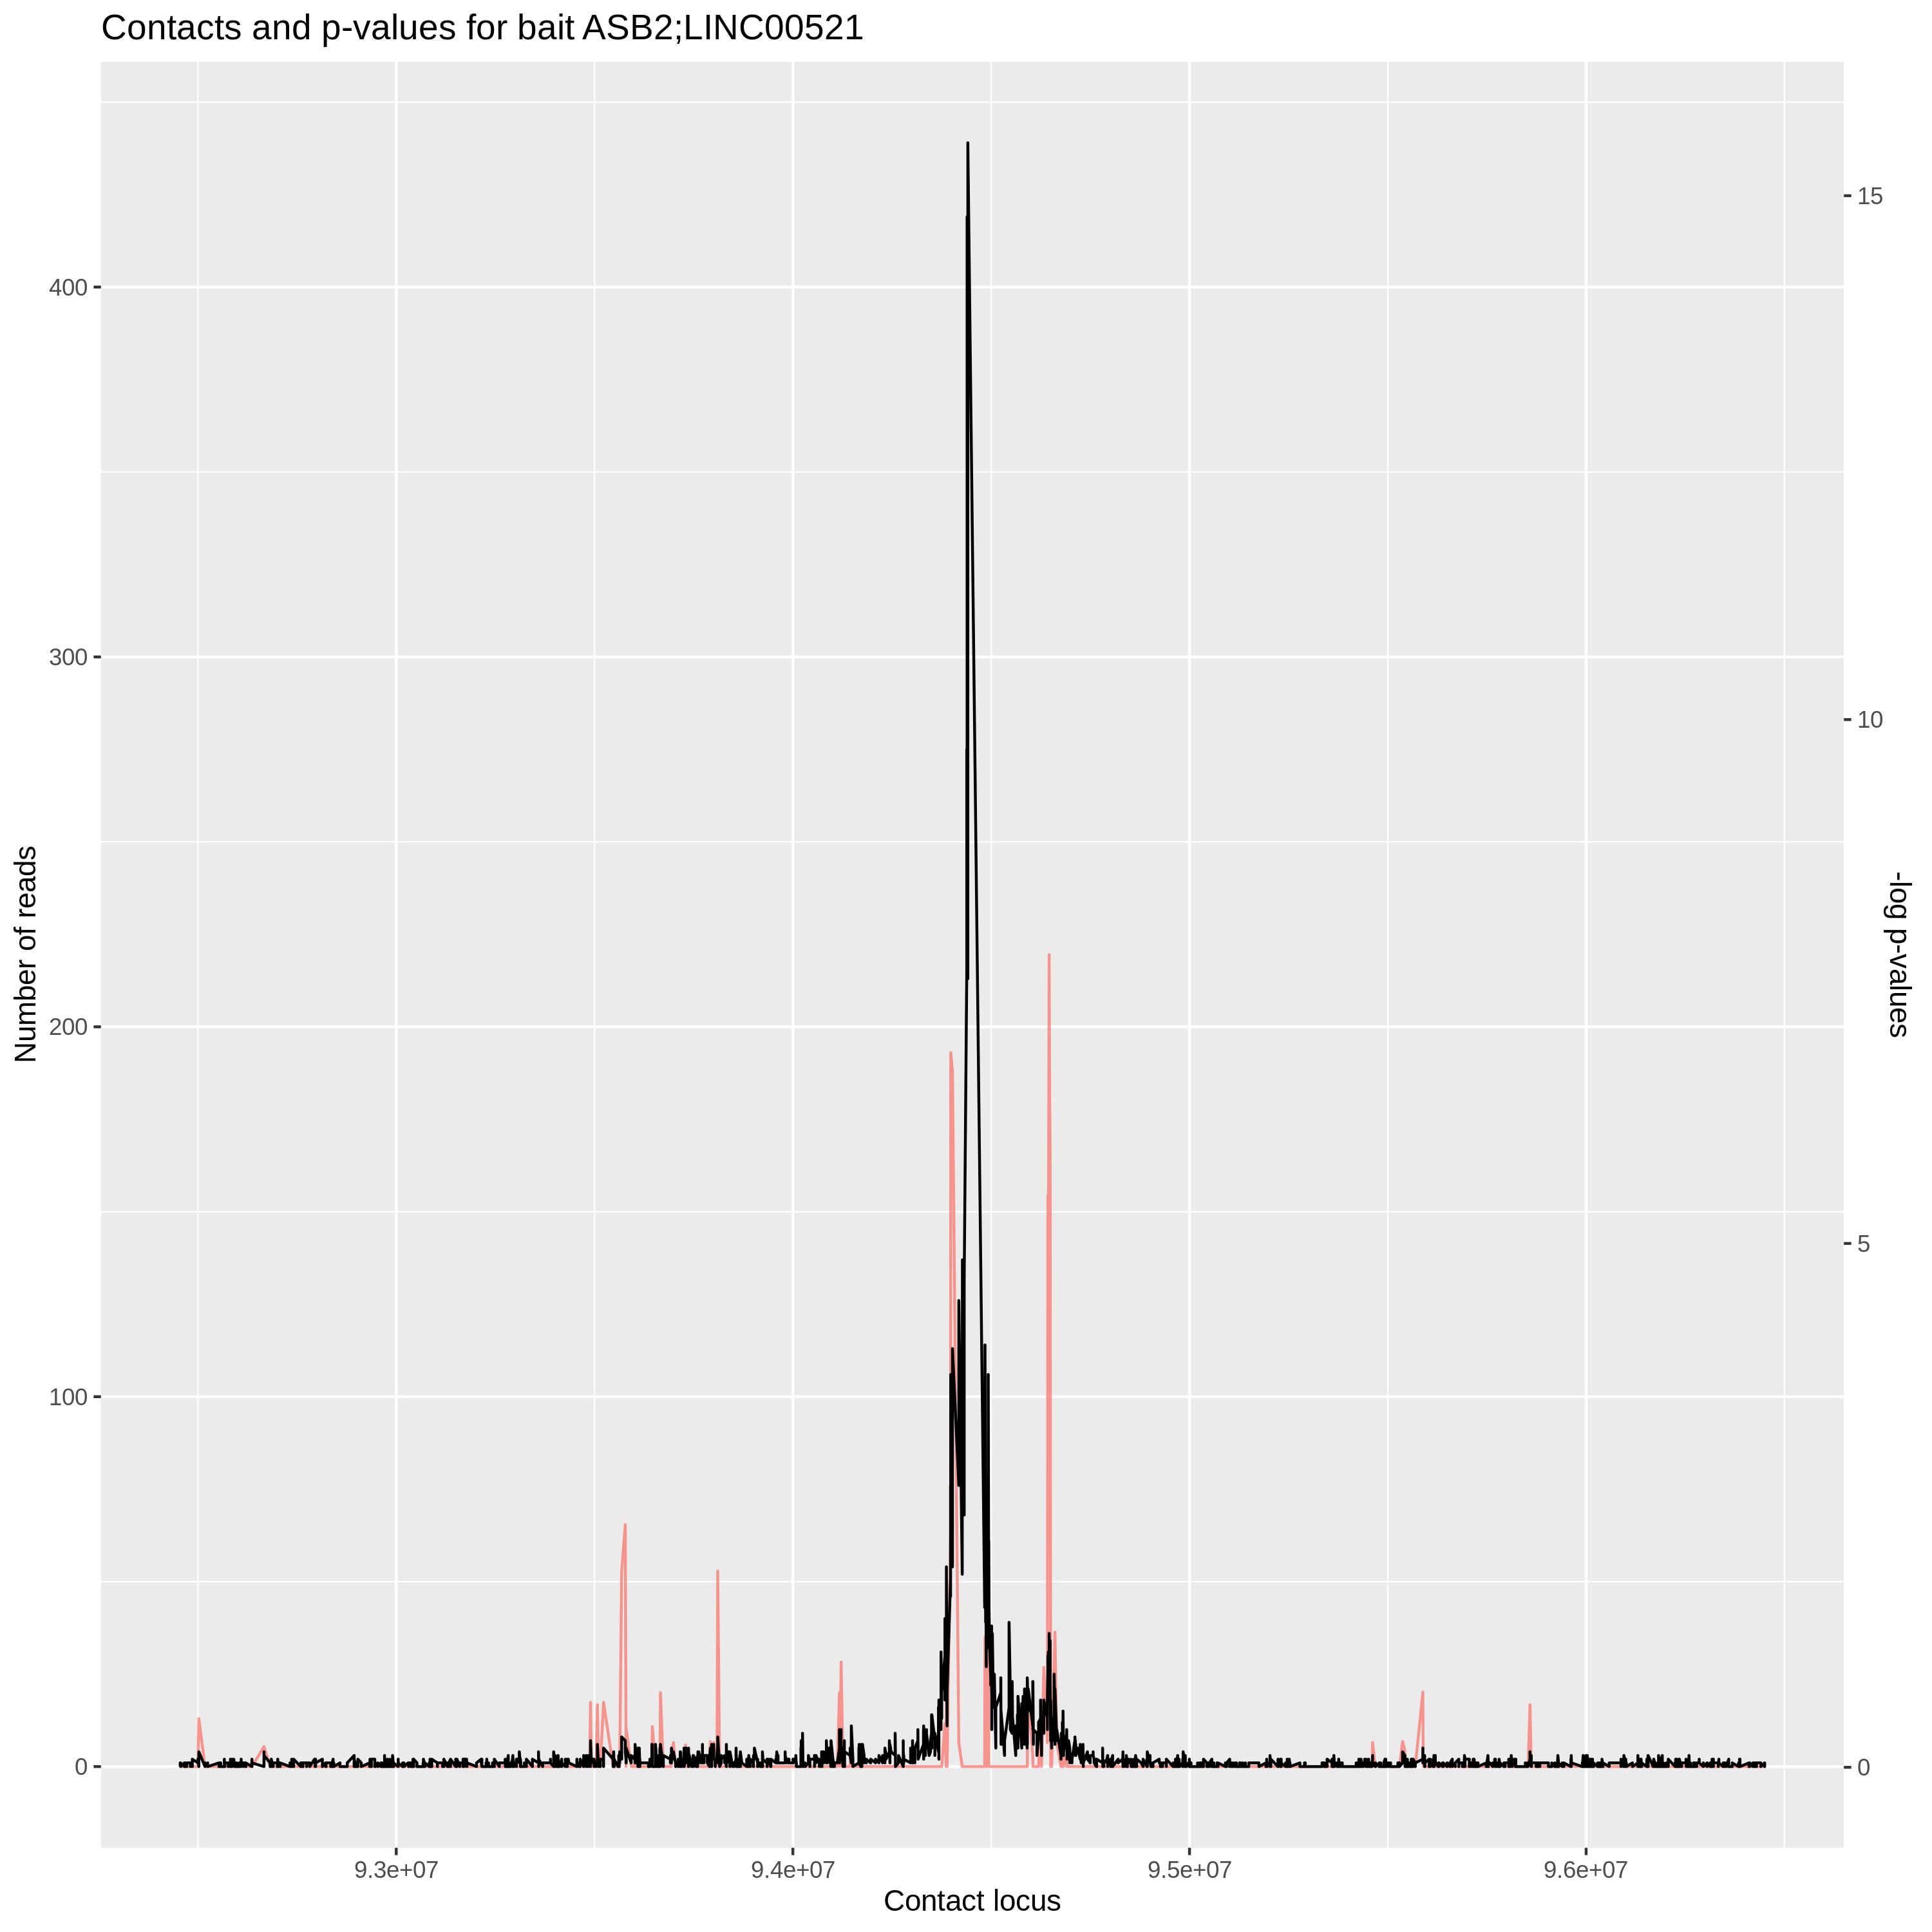 Contacts and p-values for bait ASB2;LINC00521
400
300
200
100
0
Number of reads
15
10
5
0
-log p-values
9.3e+07 9.4e+07 9.5e+07 9.6e+07
Contact locus